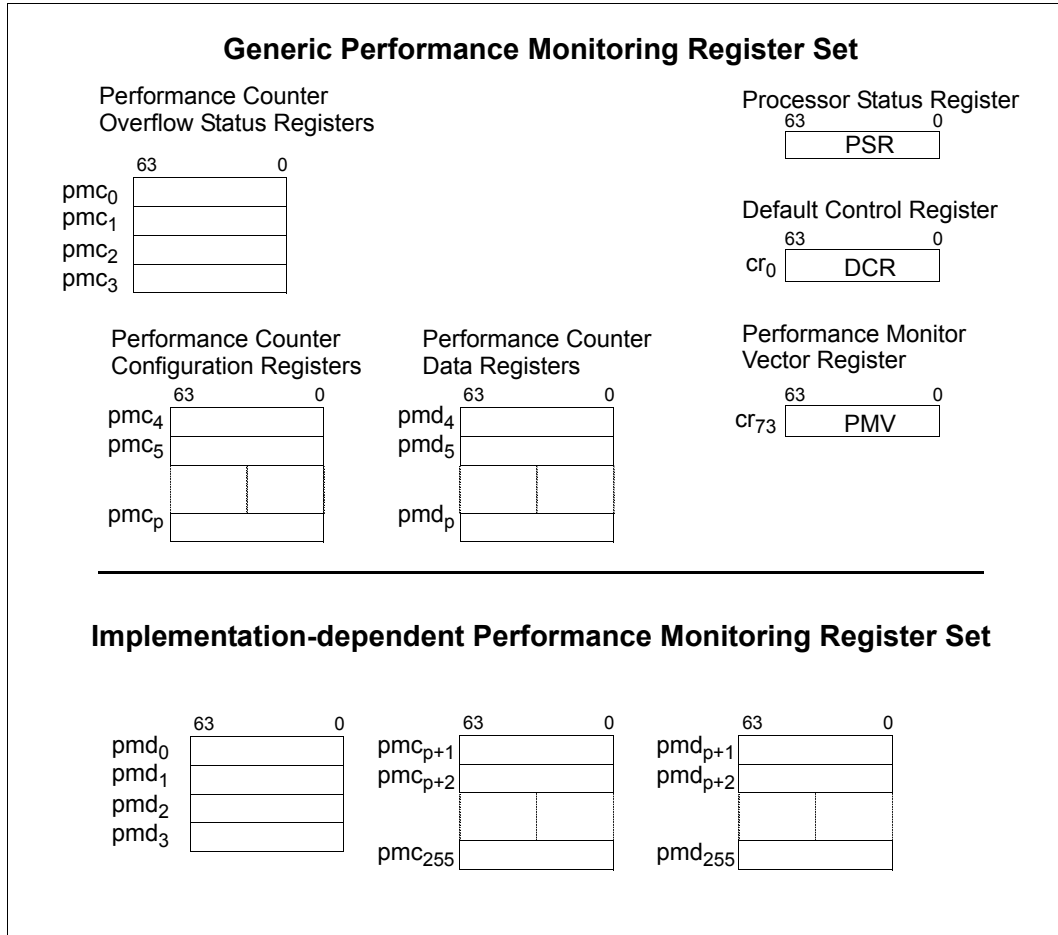 Generic Performance Monitoring Register Set
Performance Counter
Overflow Status Registers
63 0
pmc0
pmc1
pmc2
pmc3
Processor Status Register
63 0
PSR
Default Control Register
63 0
cr0 DCR
Performance Counter
Configuration Registers
63 0
pmc4
pmc5
pmcp
Performance Counter
Data Registers
63 0
pmd4
pmd5
pmdp
Performance Monitor
Vector Register
63 0
cr73 PMV
Implementation-dependent Performance Monitoring Register Set
63 0
pmd0
pmd1
pmd2
pmd3
63 0
pmcp+1
pmcp+2
pmc255
63 0
pmdp+1
pmdp+2
pmd255